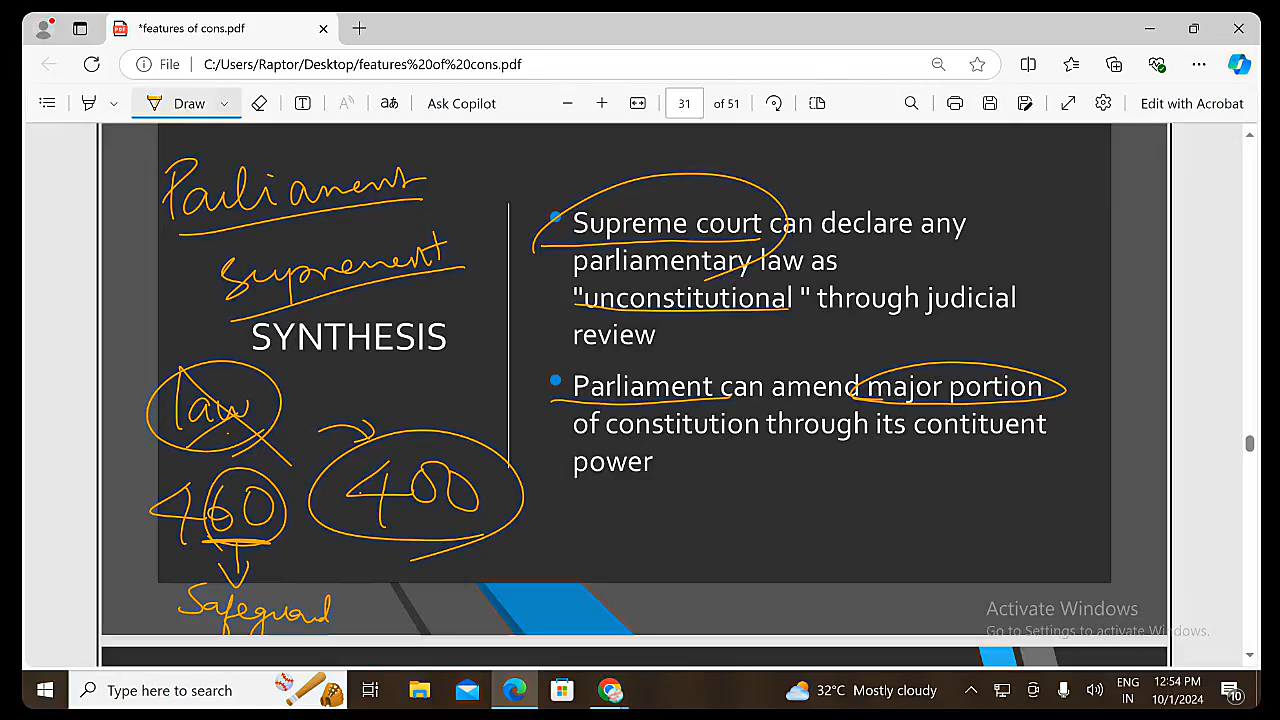 *features of cons.pdf
File
C:/Users/Raptor/Desktop/features%20of%20cons.pdf
Draw
Ask Copilot
31 of 51
Edit with Acrobat
Parliament
Supremest
SYNTHESIS
law
460
400
Safeguard
Supreme court can declare any
parliamentary law as
"unconstitutional " through judicial
review
Parliament can amend major portion
of constitution through its constituent
power
Activate Windows
Go to Settings to activate Windows.
Type here to search
32°C Mostly cloudy
ENG
IN
12:54 PM
10/1/2024
10